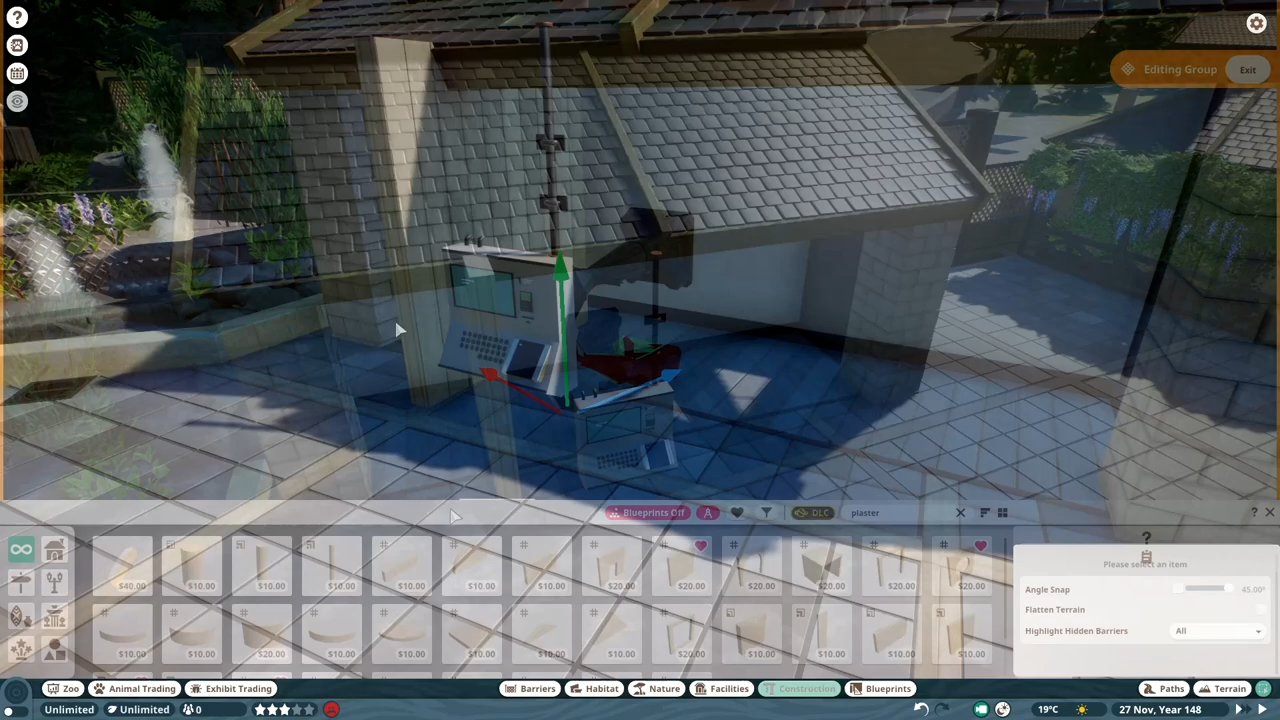 Editing Group Exit
Blueprints Off DLC plaster
$40.00 $10.00 $10.00 $10.00 $10.00 $10.00 $10.00 $20.00 $20.00 $20.00 $20.00 $10.00 $20.00
$10.00 $10.00 $20.00 $10.00 $10.00 $10.00 $10.00 $10.00 $20.00 $10.00 $10.00 $10.00 $10.00
Please select an item
Angle Snap 45.00°
Flatten Terrain
Highlight Hidden Barriers All
Zoo Animal Trading Exhibit Trading Barriers Habitat Nature Facilities Construction Blueprints Paths Terrain
Unlimited Unlimited 0 19°C 27 Nov, Year 148